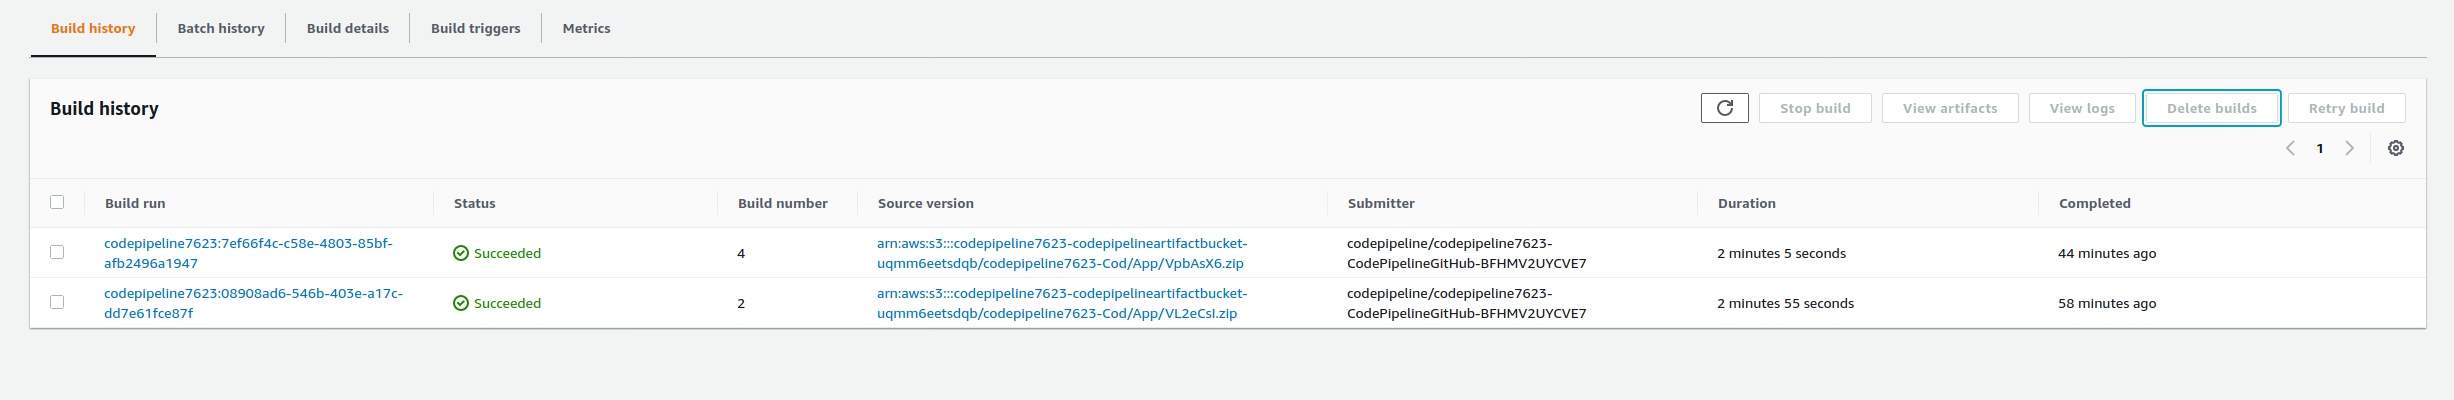 Build history Batch history Build details Build triggers Metrics
Build history Stop build View artifacts View logs Delete builds Retry build
1
Build run Status Build number Source version Submitter Duration Completed
codepipeline7623:7ef66f4c-c58e-4803-85bf-
afb2496a1947
Succeeded
4
arn:aws:s3:::codepipeline7623-codepipelineartifactbucket-
uqmm6eetsdqb/codepipeline7623-Cod/App/VpbAsX6.zip
codepipeline/codepipeline7623-
CodePipelineGitHub-BFHMV2UYCVE7
2 minutes 5 seconds
44 minutes ago
codepipeline7623:08908ad6-546b-403e-a17c-
dd7e61fce87f
Succeeded
2
arn:aws:s3:::codepipeline7623-codepipelineartifactbucket-
uqmm6eetsdqb/codepipeline7623-Cod/App/VL2eCsI.zip
codepipeline/codepipeline7623-
CodePipelineGitHub-BFHMV2UYCVE7
2 minutes 55 seconds
58 minutes ago